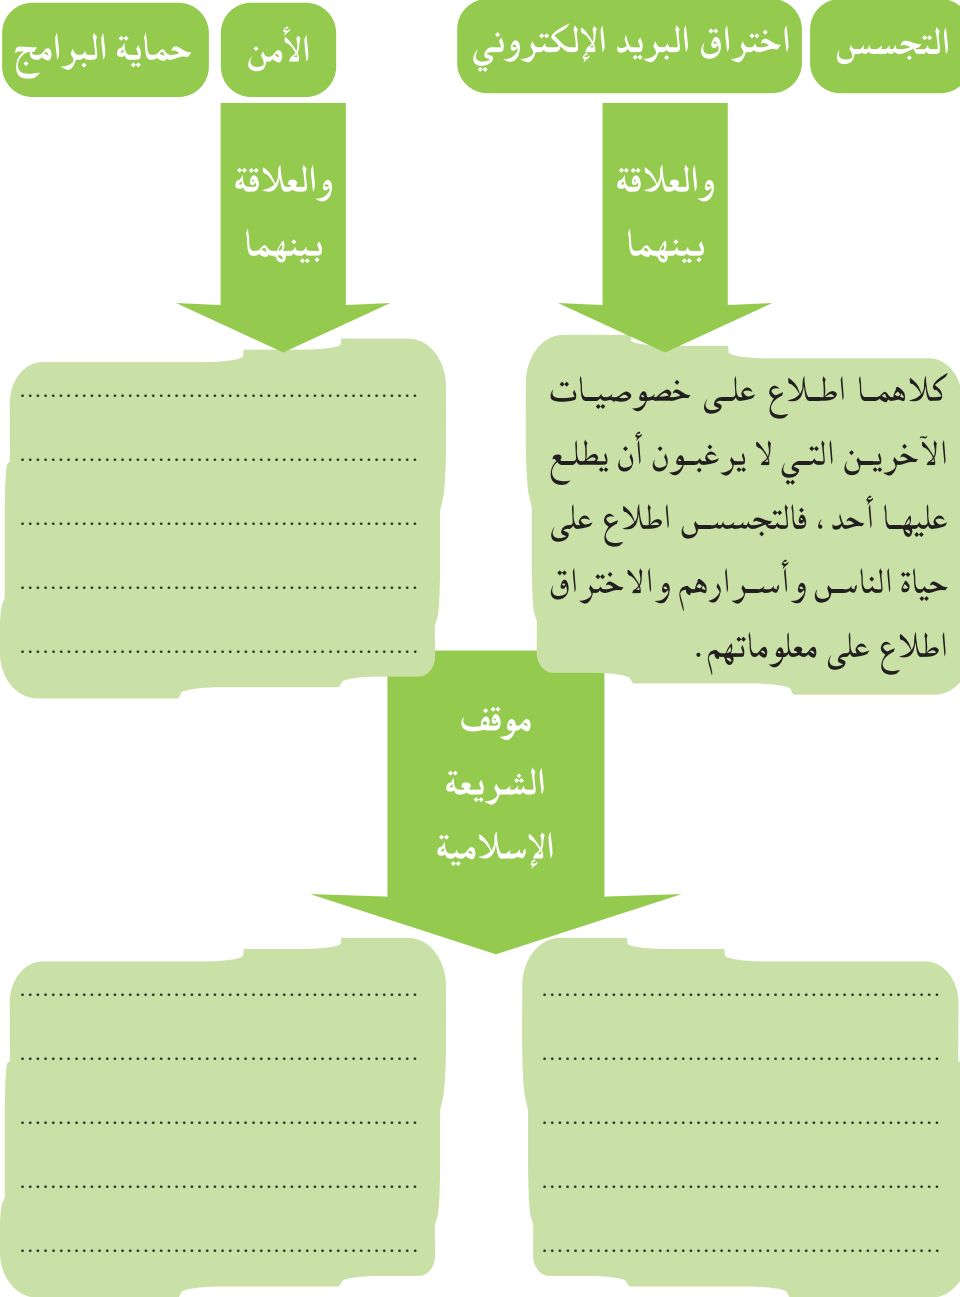 التجسس
اختراق البريد الإلكتروني
الأمن
حماية البرامج
والعلاقة
بينهما
والعلاقة
بينهما
كلاهما اطلاع على خصوصيات
الآخرين التي لا يرغبون أن يطلع
عليها أحد، فالتجسس اطلاع على
حياة الناس وأسرارهم والاختراق
اطلاع على معلوماتهم.
موقف
الشريعة
الإسلامية